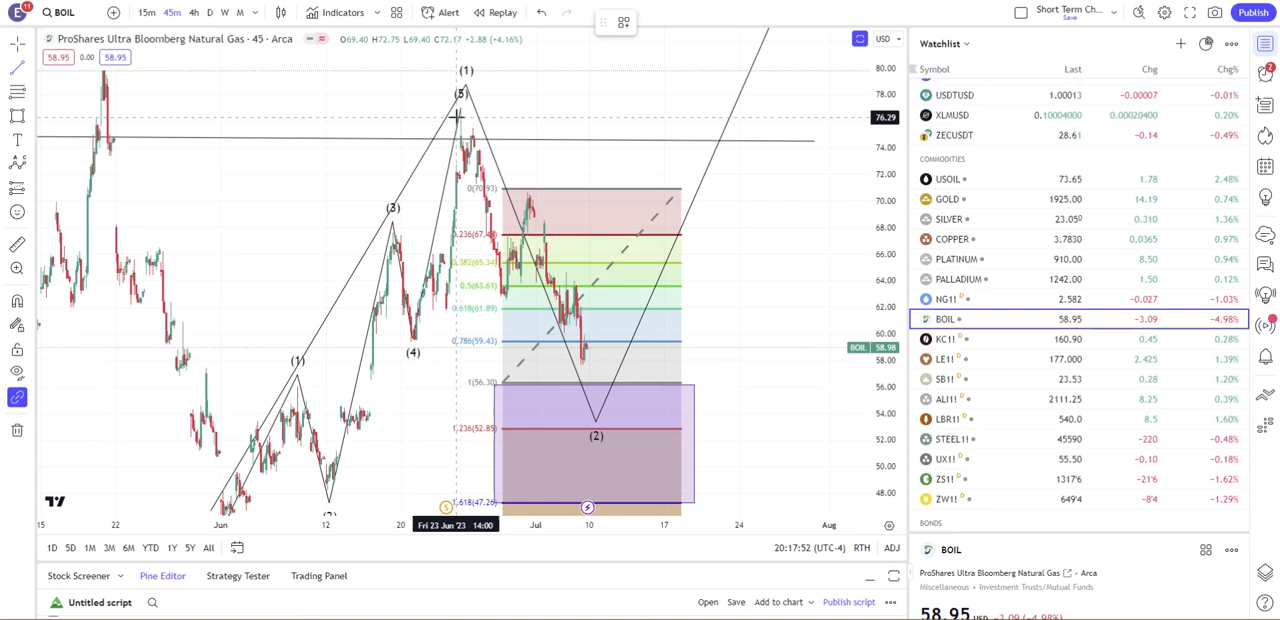 E 11 BOIL 15m 45m 4h D W M Indicators Alert Replay Short Term Ch... Save Publish
ProShares Ultra Bloomberg Natural Gas · 45 · Arca O69.40 H72.75 L69.40 C72.17 +2.88 (+4.16%) USD
58.95 0.00 58.95
80.00
78.00
76.29
74.00
72.00
70.00
68.00
66.00
64.00
62.00
60.00
BOIL 58.98
58.00
56.00
54.00
52.00
50.00
48.00
(1)
(5)
(3)
(4)
(1)
(2)
0(70.93)
0.382(65.34)
0.5(63.61)
0.618(61.89)
0.786(59.43)
1(56.30)
1.236(52.85)
1.618(47.26)
15 22 Jun 12 20 Fri 23 Jun '23 14:00 Jul 10 17 24 Aug
1D 5D 1M 3M 6M YTD 1Y 5Y All 20:17:52 (UTC-4) RTH ADJ
Stock Screener Pine Editor Strategy Tester Trading Panel
Untitled script Open Save Add to chart Publish script
Watchlist
Symbol Last Chg Chg%
USDTUSD 1.00013 −0.00007 −0.01%
XLMUSD 0.10004000 0.00020400 0.20%
ZECUSDT 28.61 −0.14 −0.49%
COMMODITIES
USOIL 73.65 1.78 2.48%
GOLD 1925.00 14.19 0.74%
SILVER 23.050 0.310 1.36%
COPPER 3.7830 0.0365 0.97%
PLATINUM 910.00 8.50 0.94%
PALLADIUM 1242.00 1.50 0.12%
NG1! D 2.582 −0.027 −1.03%
BOIL 58.95 −3.09 −4.98%
KC1! D 160.90 0.45 0.28%
LE1! D 177.000 2.425 1.39%
SB1! D 23.53 0.28 1.20%
ALI1! D 2111.25 8.25 0.39%
LBR1! D 540.0 8.5 1.60%
STEEL1! 45590 −220 −0.48%
UX1! D 55.50 −0.10 −0.18%
ZS1! D 1317'6 −21'6 −1.62%
ZW1! D 649'4 −8'4 −1.29%
BONDS
BOIL
ProShares Ultra Bloomberg Natural Gas · Arca
Miscellaneous · Investment Trusts/Mutual Funds
58.95 USD −3.09 (−4.98%)
2